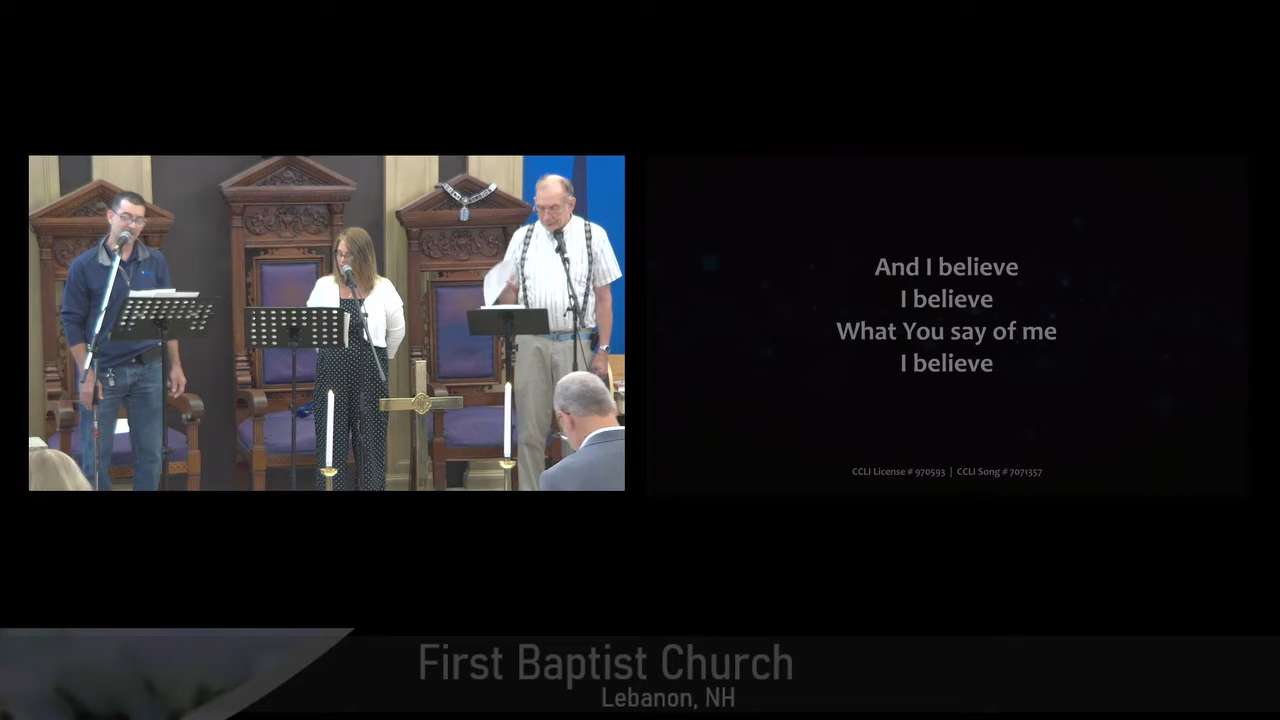 And I believe
I believe
What You say of me
I believe
CCLI License # 970593 | CCLI Song # 7071357
First Baptist Church
Lebanon, NH